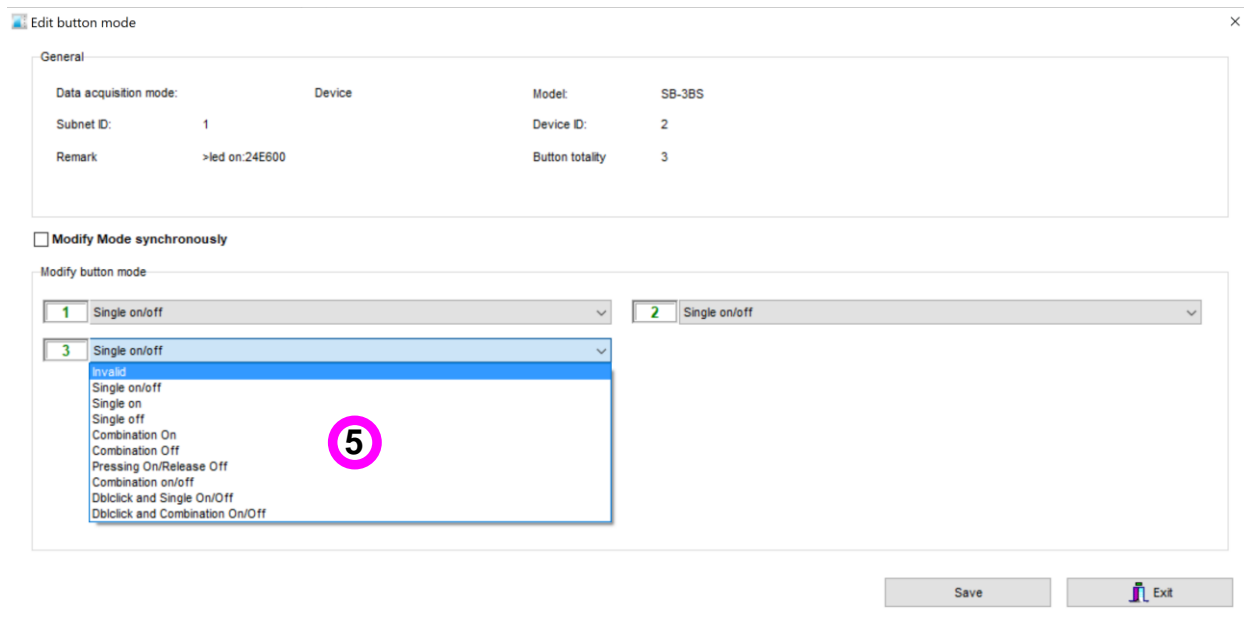 Edit button mode
General
Data acquisition mode: Device Model: SB-3BS
Subnet ID: 1 Device ID: 2
Remark >led on:24E600 Button totality 3
Modify Mode synchronously
Modify button mode
1 Single on/off 2 Single on/off
3 Single on/off
Invalid
Single on/off
Single on
Single off
Combination On
Combination Off
Pressing On/Release Off
Combination on/off
Dblclick and Single On/Off
Dblclick and Combination On/Off
5
Save Exit